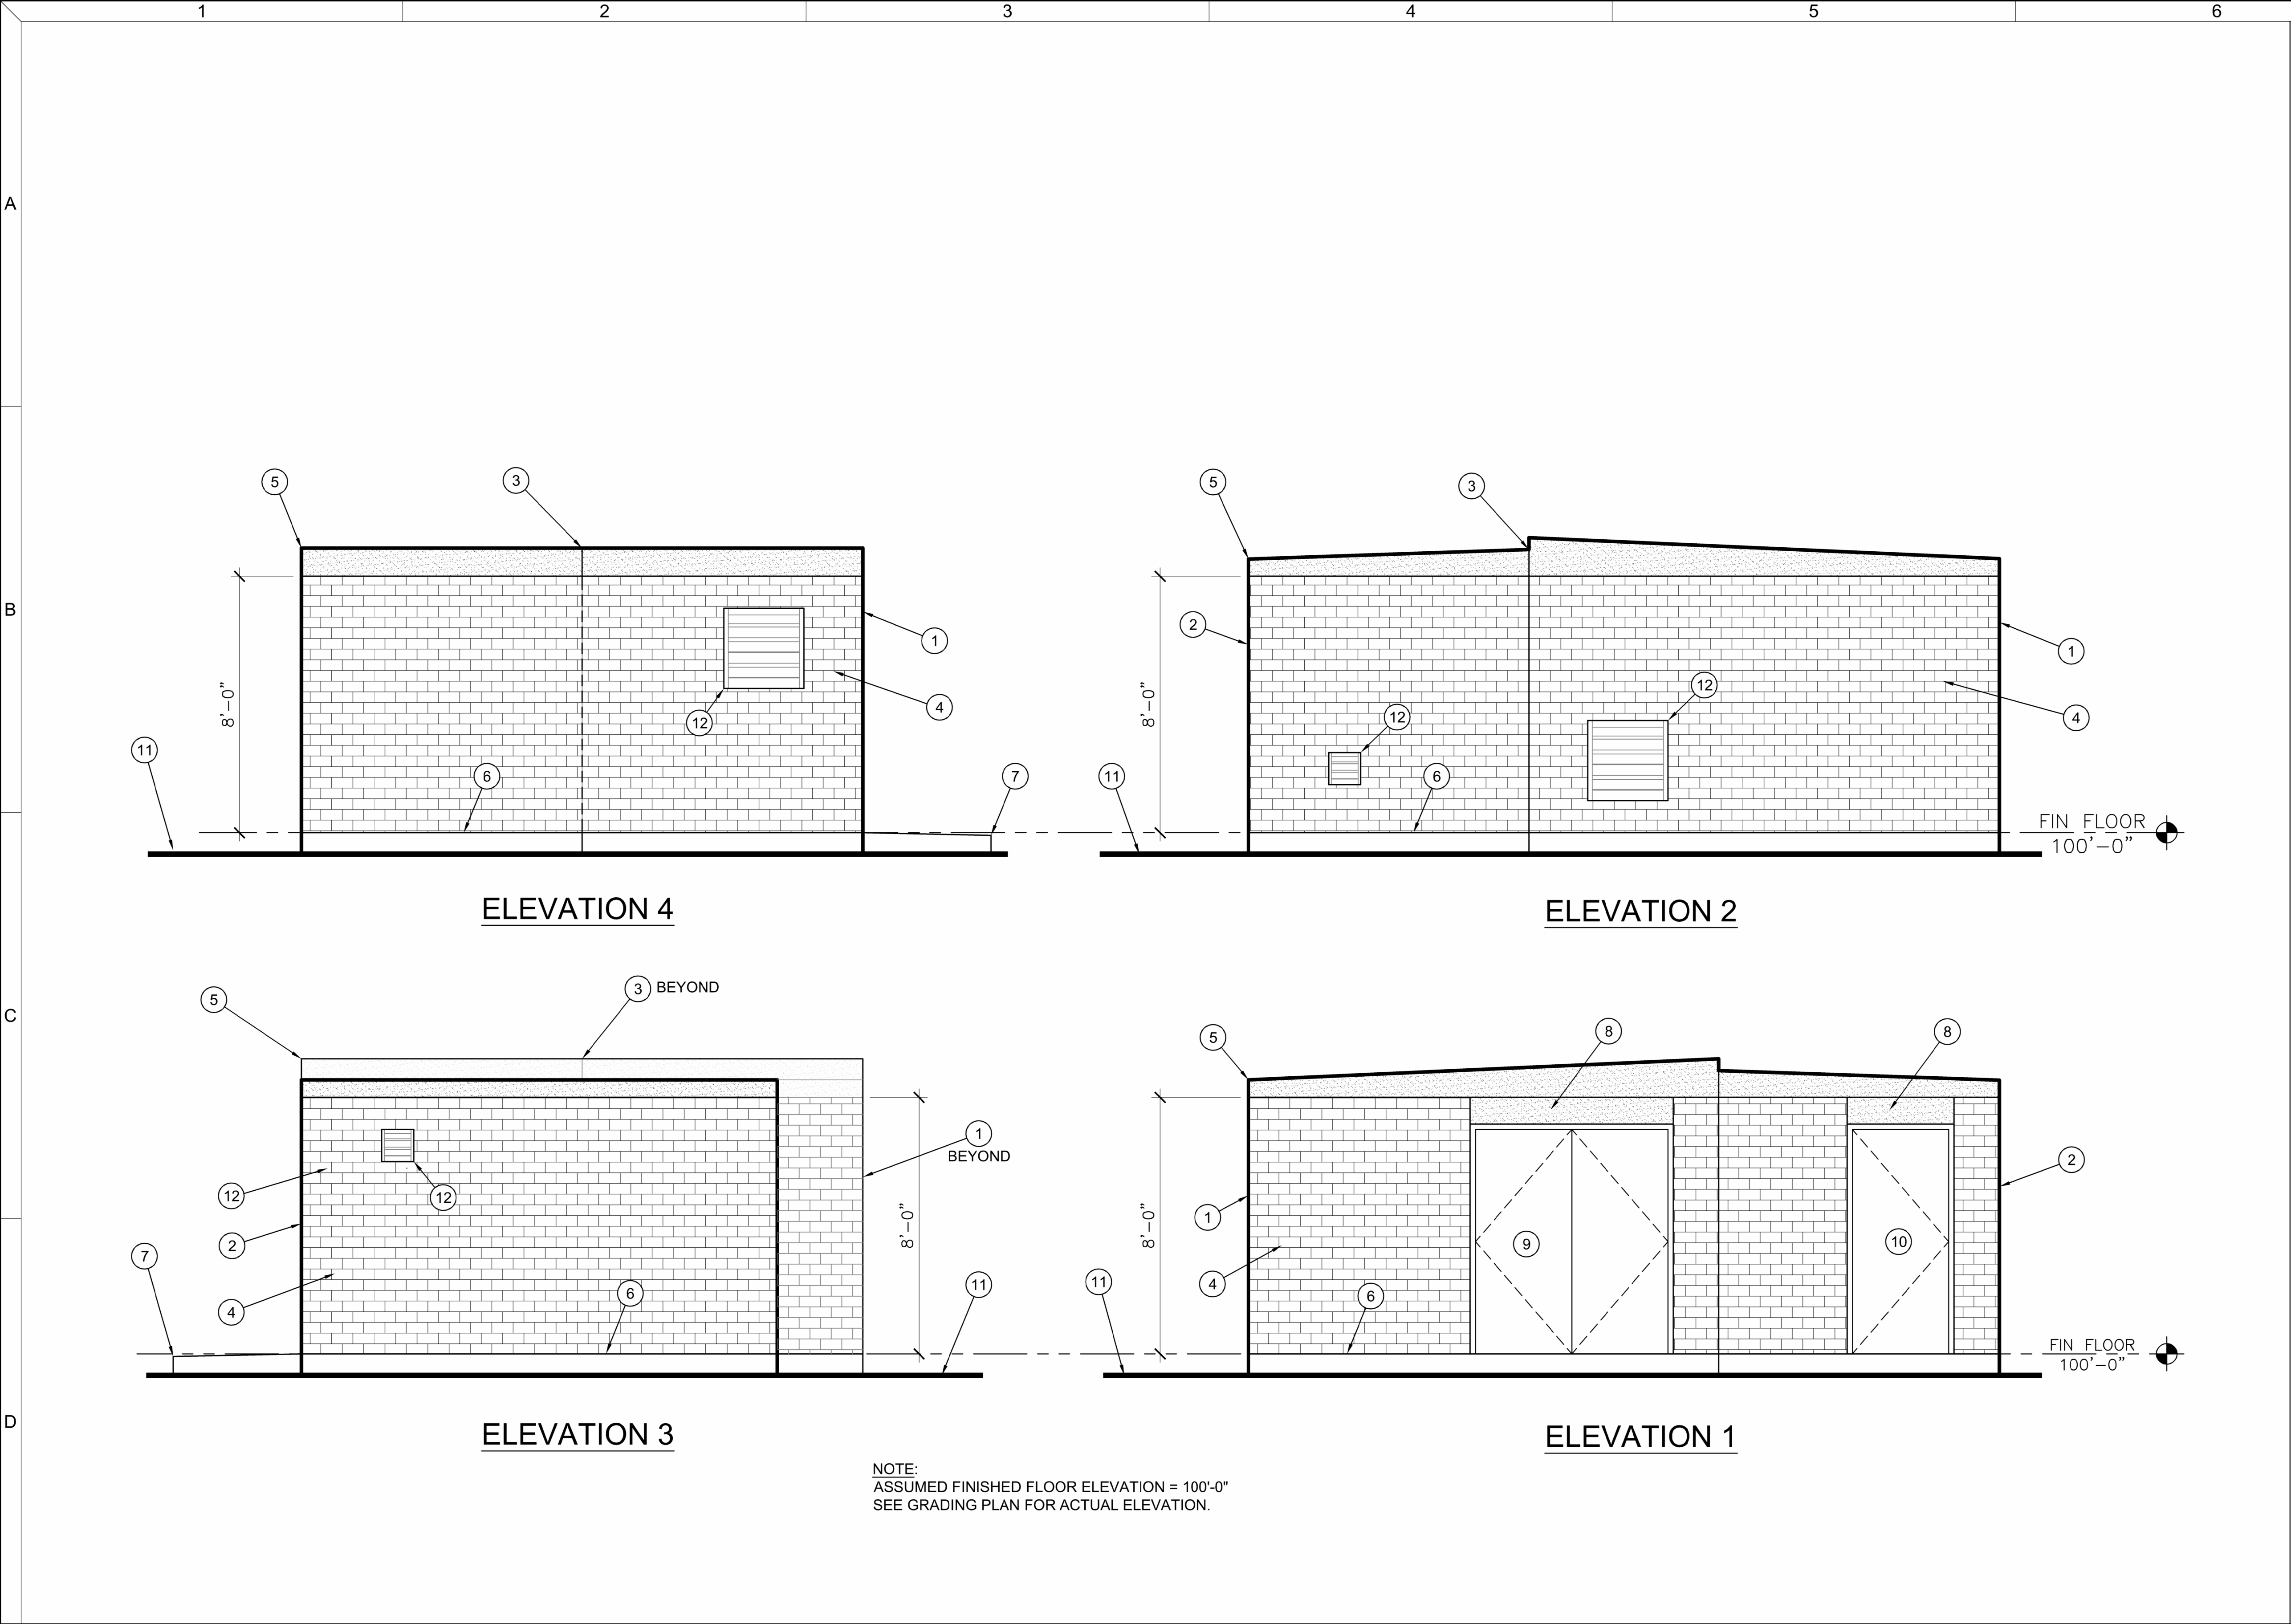 1 2 3 4 5 6
A
B
C
D
5
3
1
4
12
6
11
7
8'-0"
ELEVATION 4
5
3
2
1
12
12
4
6
11
8'-0"
FIN FLOOR
100'-0"
ELEVATION 2
5
3 BEYOND
1
BEYOND
12
12
2
7
4
6
11
8'-0"
ELEVATION 3
5
8
8
2
1
9
10
4
6
11
8'-0"
FIN FLOOR
100'-0"
ELEVATION 1
NOTE:
ASSUMED FINISHED FLOOR ELEVATION = 100'-0"
SEE GRADING PLAN FOR ACTUAL ELEVATION.